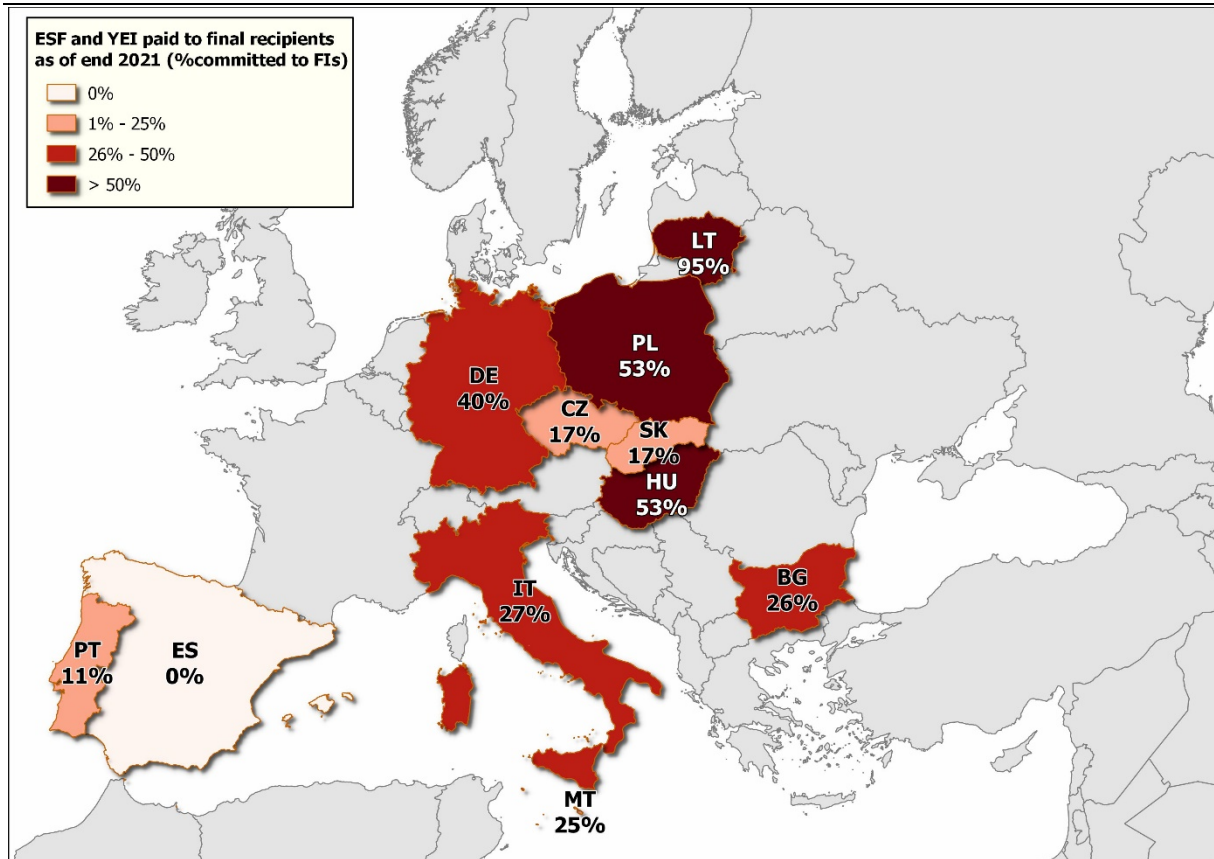 ESF and YEI paid to final recipients
as of end 2021 (%committed to FIs)
0%
1% - 25%
26% - 50%
> 50%
LT
95%
PL
53%
DE
40%
CZ
17%
SK
17%
HU
53%
BG
26%
IT
27%
PT
11%
ES
0%
MT
25%